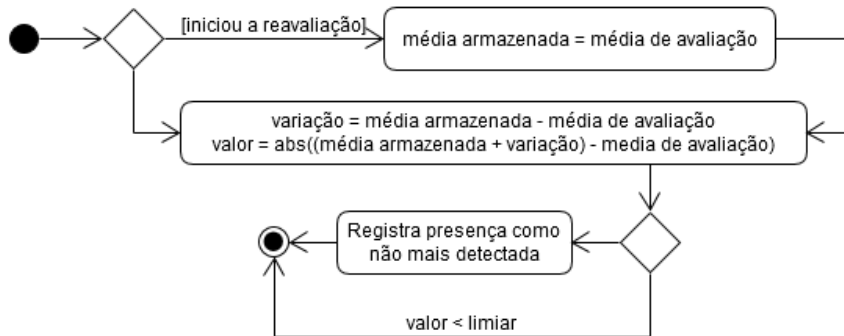 [iniciou a reavaliação]
média armazenada = média de avaliação
variação = média armazenada - média de avaliação
valor = abs((média armazenada + variação) - media de avaliação)
Registra presença como
não mais detectada
valor < limiar